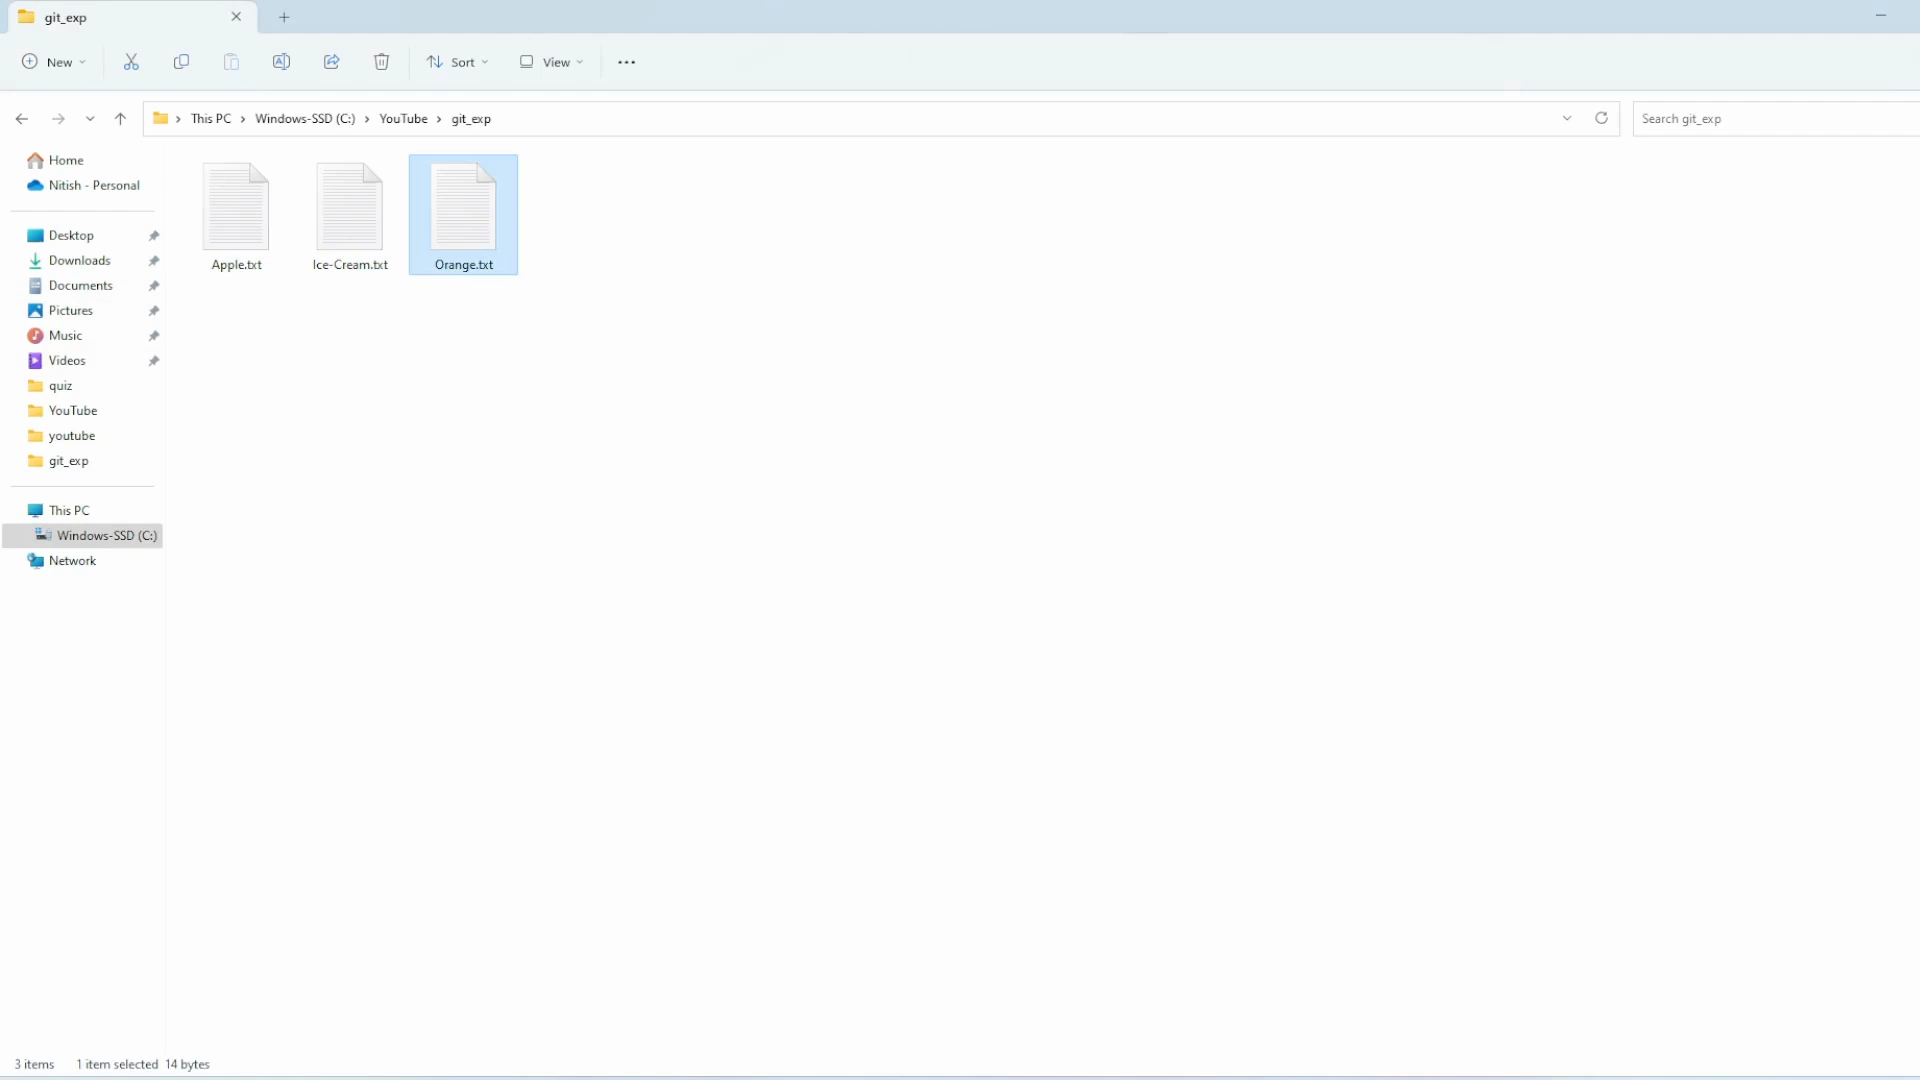 git_exp
New
Sort
View
This PC
Windows-SSD (C:)
YouTube
git_exp
Search git_exp
Home
Nitish - Personal
Desktop
Downloads
Documents
Pictures
Music
Videos
quiz
YouTube
youtube
git_exp
This PC
Windows-SSD (C:)
Network
Apple.txt
Ice-Cream.txt
Orange.txt
3 items
1 item selected
14 bytes